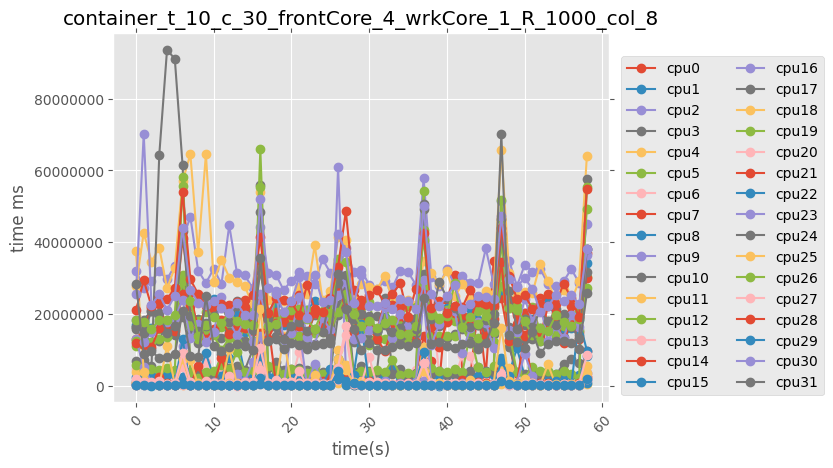 container_t_10_c_30_frontCore_4_wrkCore_1_R_1000_col_8
time ms
80000000
60000000
40000000
20000000
0
0
10
20
30
40
50
60
time(s)
cpu0
cpu1
cpu2
cpu3
cpu4
cpu5
cpu6
cpu7
cpu8
cpu9
cpu10
cpu11
cpu12
cpu13
cpu14
cpu15
cpu16
cpu17
cpu18
cpu19
cpu20
cpu21
cpu22
cpu23
cpu24
cpu25
cpu26
cpu27
cpu28
cpu29
cpu30
cpu31